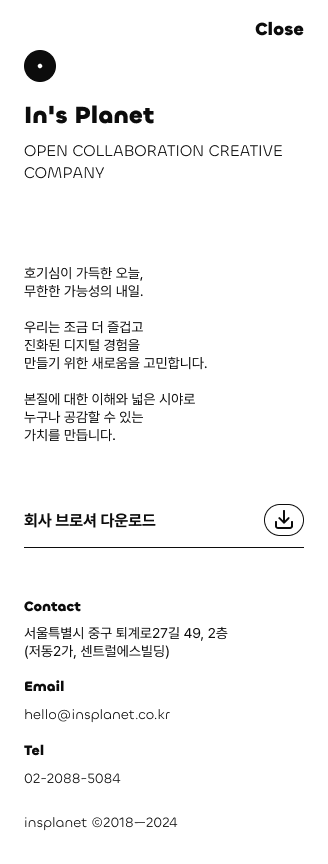 Close
In's Planet
OPEN COLLABORATION CREATIVE
COMPANY
호기심이 가득한 오늘,
무한한 가능성의 내일.
우리는 조금 더 즐겁고
진화된 디지털 경험을
만들기 위한 새로움을 고민합니다.
본질에 대한 이해와 넓은 시야로
누구나 공감할 수 있는
가치를 만듭니다.
회사 브로셔 다운로드
Contact
서울특별시 중구 퇴계로27길 49, 2층
(저동2가, 센트럴에스빌딩)
Email
hello@insplanet.co.kr
Tel
02-2088-5084
insplanet ©2018—2024